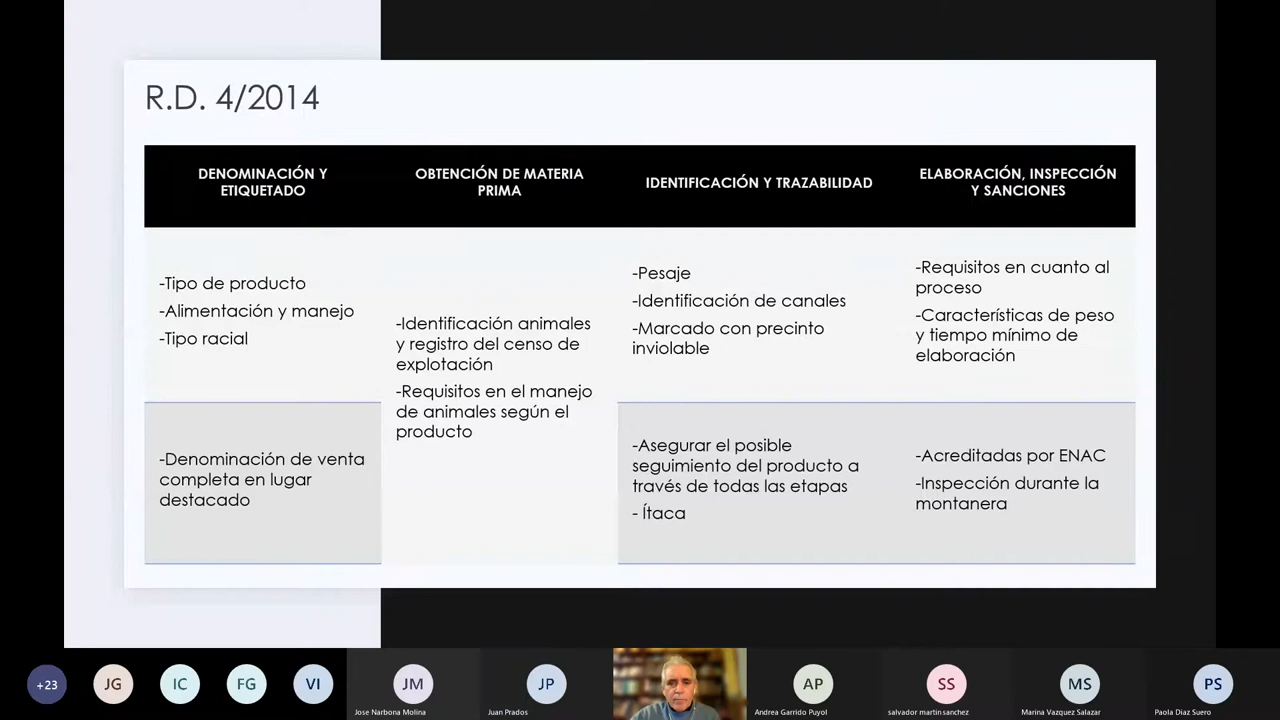 R.D. 4/2014
DENOMINACIÓN Y
ETIQUETADO
OBTENCIÓN DE MATERIA
PRIMA
IDENTIFICACIÓN Y TRAZABILIDAD
ELABORACIÓN, INSPECCIÓN
Y SANCIONES
-Tipo de producto
-Alimentación y manejo
-Tipo racial
-Identificación animales
y registro del censo de
explotación
-Requisitos en el manejo
de animales según el
producto
-Pesaje
-Identificación de canales
-Marcado con precinto
inviolable
-Requisitos en cuanto al
proceso
-Características de peso
y tiempo mínimo de
elaboración
-Denominación de venta
completa en lugar
destacado
-Asegurar el posible
seguimiento del producto a
través de todas las etapas
- Ítaca
-Acreditadas por ENAC
-Inspección durante la
montanera
+23
JG
IC
FG
VI
JM
Jose Narbona Molina
JP
Juan Prados
AP
Andrea Garrido Puyol
SS
salvador martin sanchez
MS
Marina Vazquez Salazar
PS
Paola Diaz Suero